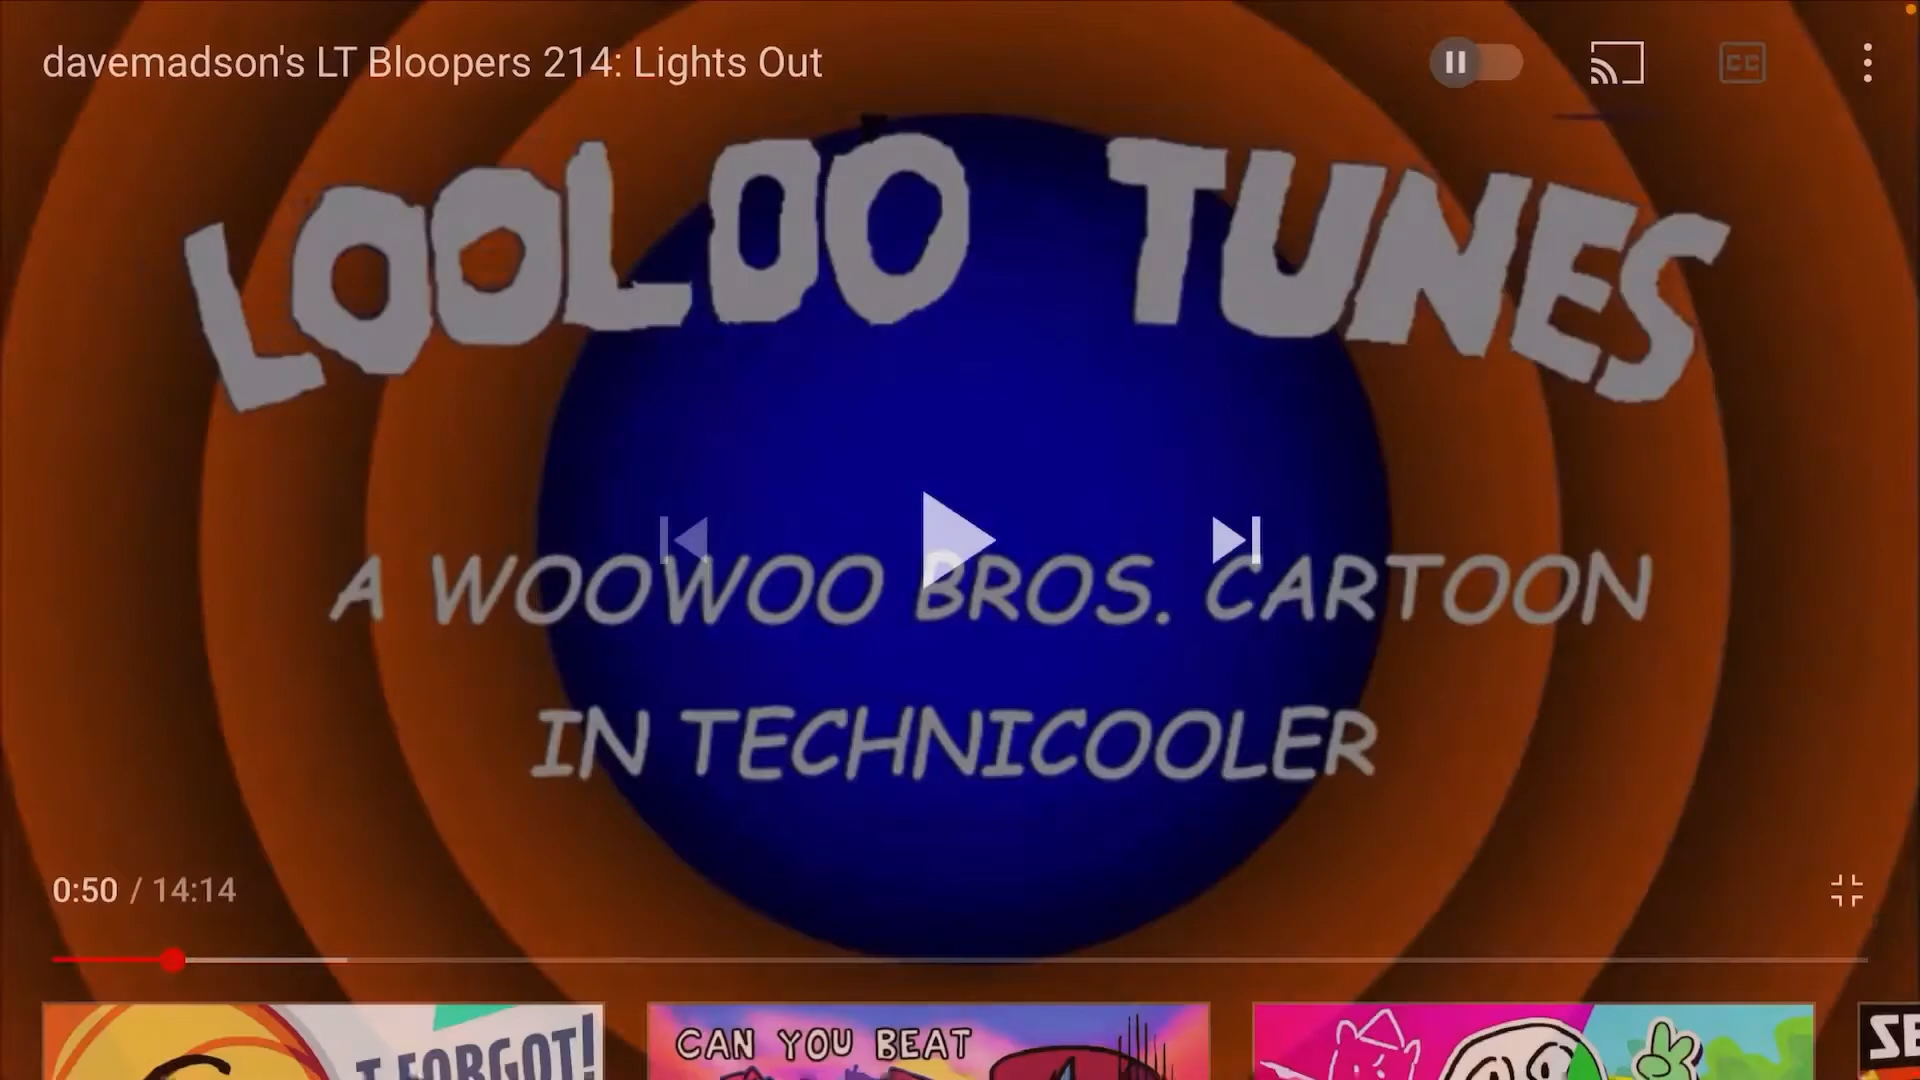 davemadson's LT Bloopers 214: Lights Out
CC
LOOLOO TUNES
A WOOWOO BROS. CARTOON
IN TECHNICOOLER
0:50 / 14:14
FORGOT!
CAN YOU BEAT